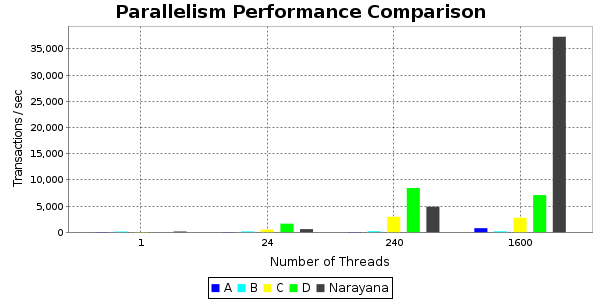 Parallelism Performance Comparison
Transactions / sec
35,000
30,000
25,000
20,000
15,000
10,000
5,000
0
1 24 240 1600
Number of Threads
A B C D Narayana